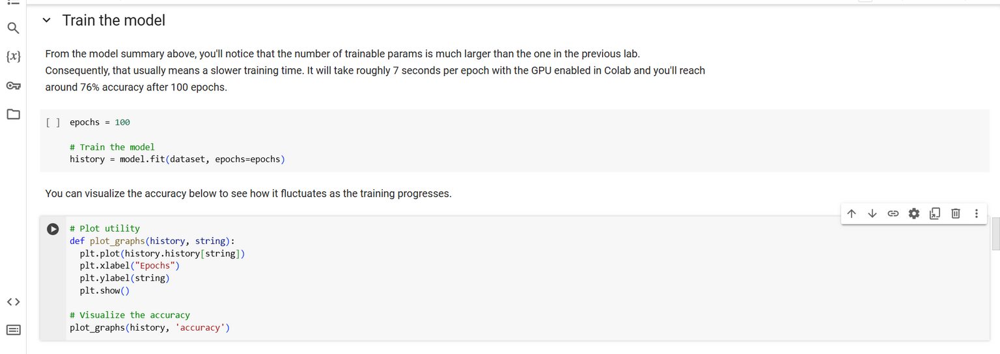 Train the model
From the model summary above, you'll notice that the number of trainable params is much larger than the one in the previous lab.
Consequently, that usually means a slower training time. It will take roughly 7 seconds per epoch with the GPU enabled in Colab and you'll reach
around 76% accuracy after 100 epochs.
[ ] epochs = 100
# Train the model
history = model.fit(dataset, epochs=epochs)
You can visualize the accuracy below to see how it fluctuates as the training progresses.
# Plot utility
def plot_graphs(history, string):
  plt.plot(history.history[string])
  plt.xlabel("Epochs")
  plt.ylabel(string)
  plt.show()
# Visualize the accuracy
plot_graphs(history, 'accuracy')
{x}